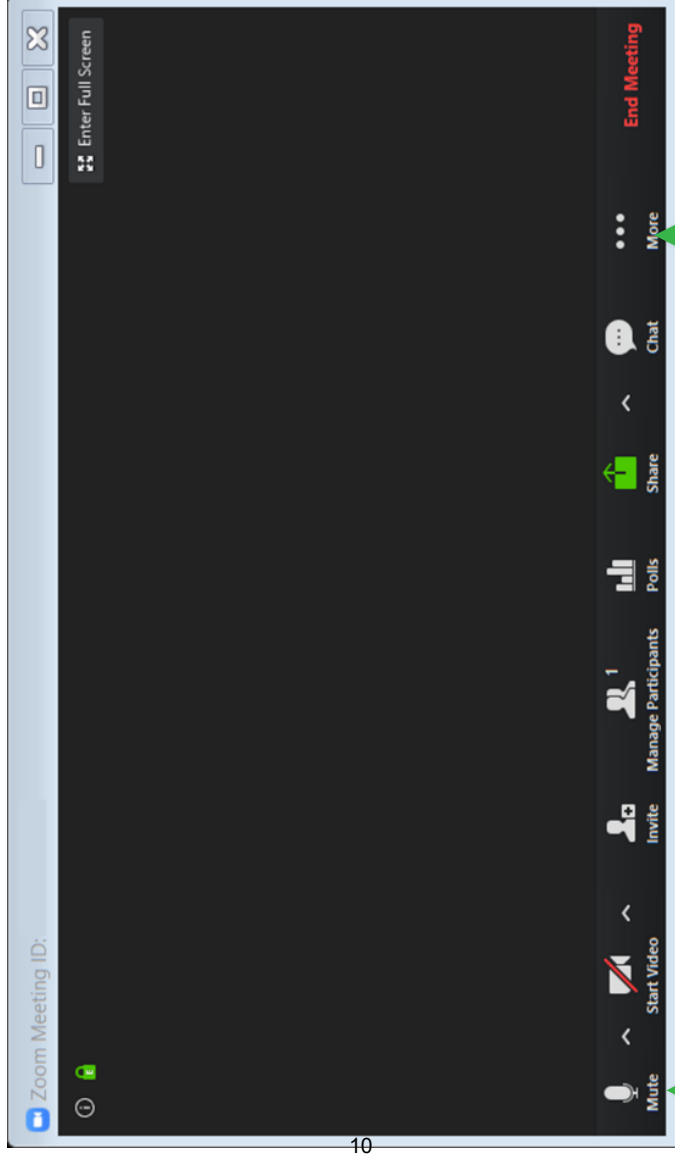 Zoom Meeting ID:
Enter Full Screen
Mute
Start Video
Invite
1
Manage Participants
Polls
Share
Chat
More
End Meeting
10